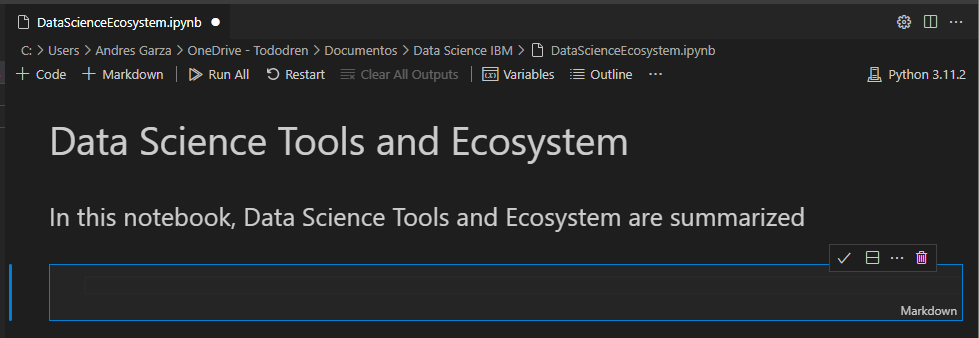 DataScienceEcosystem.ipynb
C: > Users > Andres Garza > OneDrive - Tododren > Documentos > Data Science IBM > DataScienceEcosystem.ipynb
+ Code + Markdown Run All Restart Clear All Outputs Variables Outline ... Python 3.11.2
Data Science Tools and Ecosystem
In this notebook, Data Science Tools and Ecosystem are summarized
Markdown